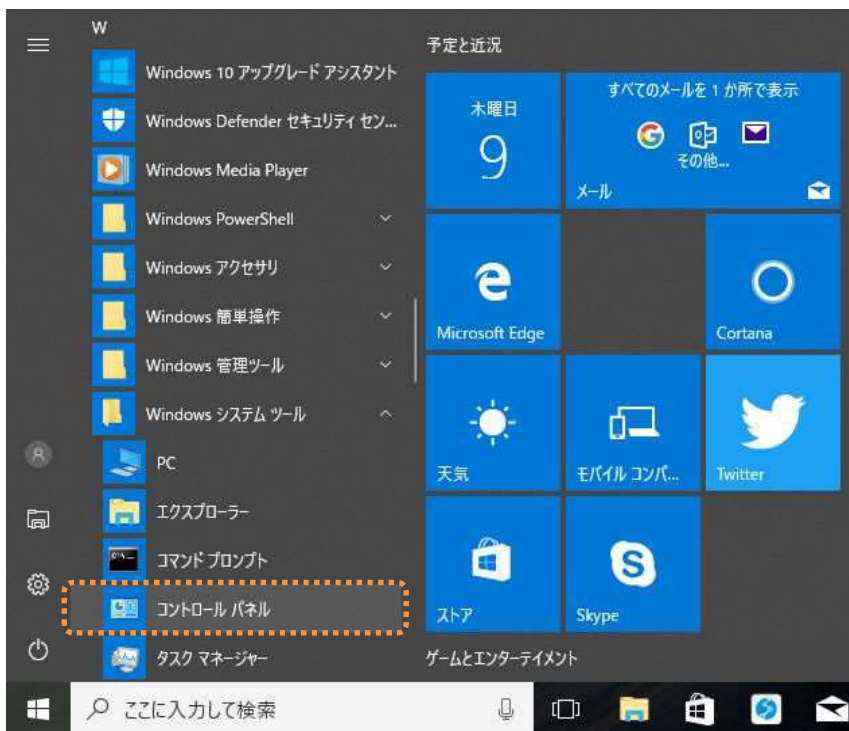 W
Windows 10 アップグレード アシスタント
Windows Defender セキュリティ セン...
Windows Media Player
Windows PowerShell
Windows アクセサリ
Windows 簡単操作
Windows 管理ツール
Windows システム ツール
PC
エクスプローラー
コマンド プロンプト
コントロール パネル
タスク マネージャー
予定と近況
木曜日
9
すべてのメールを 1 か所で表示
その他...
メール
Microsoft Edge
Cortana
天気
モバイル コンパ...
Twitter
ストア
Skype
ゲームとエンターテイメント
ここに入力して検索